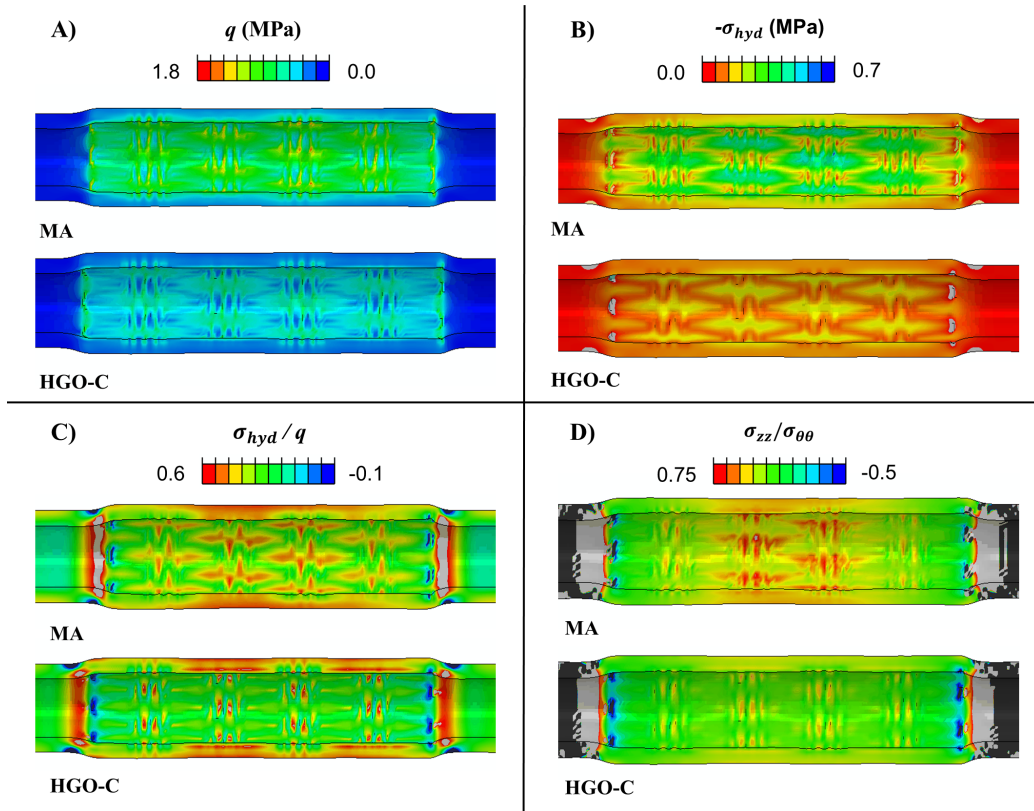 A)
q (MPa)
1.8 0.0
MA
HGO-C
B)
-σhyd (MPa)
0.0 0.7
MA
HGO-C
C)
σhyd / q
0.6 -0.1
MA
HGO-C
D)
σzz/σθθ
0.75 -0.5
MA
HGO-C